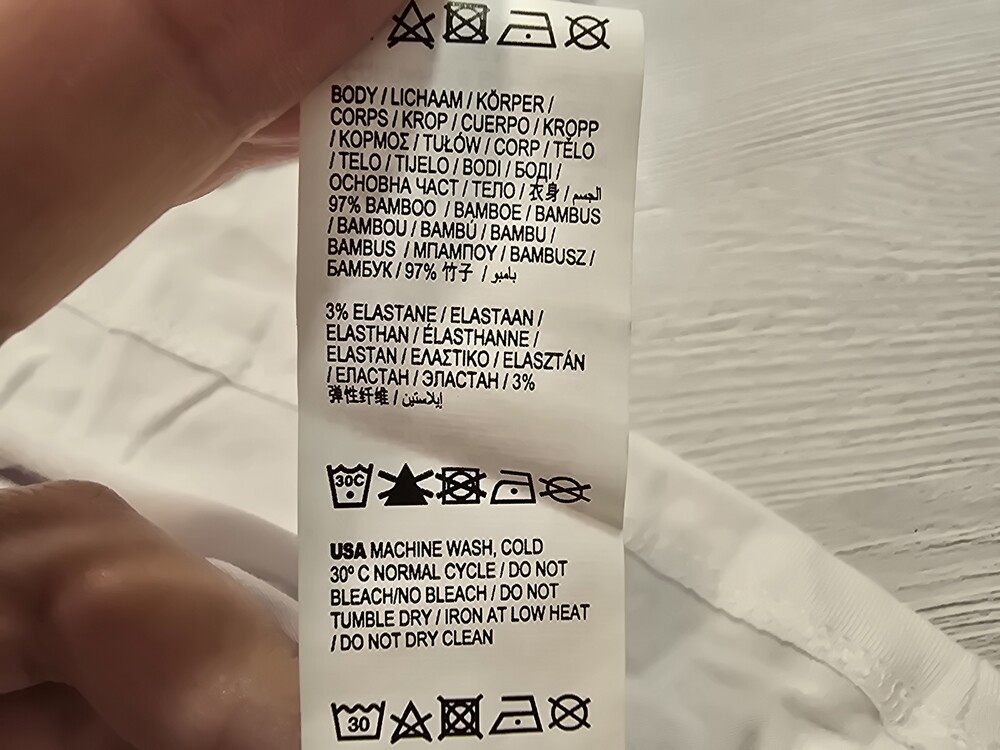 BODY / LICHAAM / KÖRPER /
CORPS / KROP / CUERPO / KROPP
/ ΚΟΡΜΟΣ / TUŁÓW / CORP / TĚLO
/ TELO / TIJELO / BODI / БОДІ /
ОСНОВНА ЧАСТ / ТЕЛО / 衣身 / الجسم
97% BAMBOO / BAMBOE / BAMBUS
/ BAMBOU / BAMBÚ / BAMBU /
BAMBUS / ΜΠΑΜΠΟΥ / BAMBUSZ /
БАМБУК / 97% 竹子 / بامبو
3% ELASTANE / ELASTAAN /
ELASTHAN / ÉLASTHANNE /
ELASTAN / ΕΛΑΣΤΙΚΟ / ELASZTÁN
/ ЕЛАСТАН / ЭЛАСТАН / 3%
弹性纤维 / إيلاستين
30C
USA MACHINE WASH, COLD
30º C NORMAL CYCLE / DO NOT
BLEACH/NO BLEACH / DO NOT
TUMBLE DRY / IRON AT LOW HEAT
/ DO NOT DRY CLEAN
30